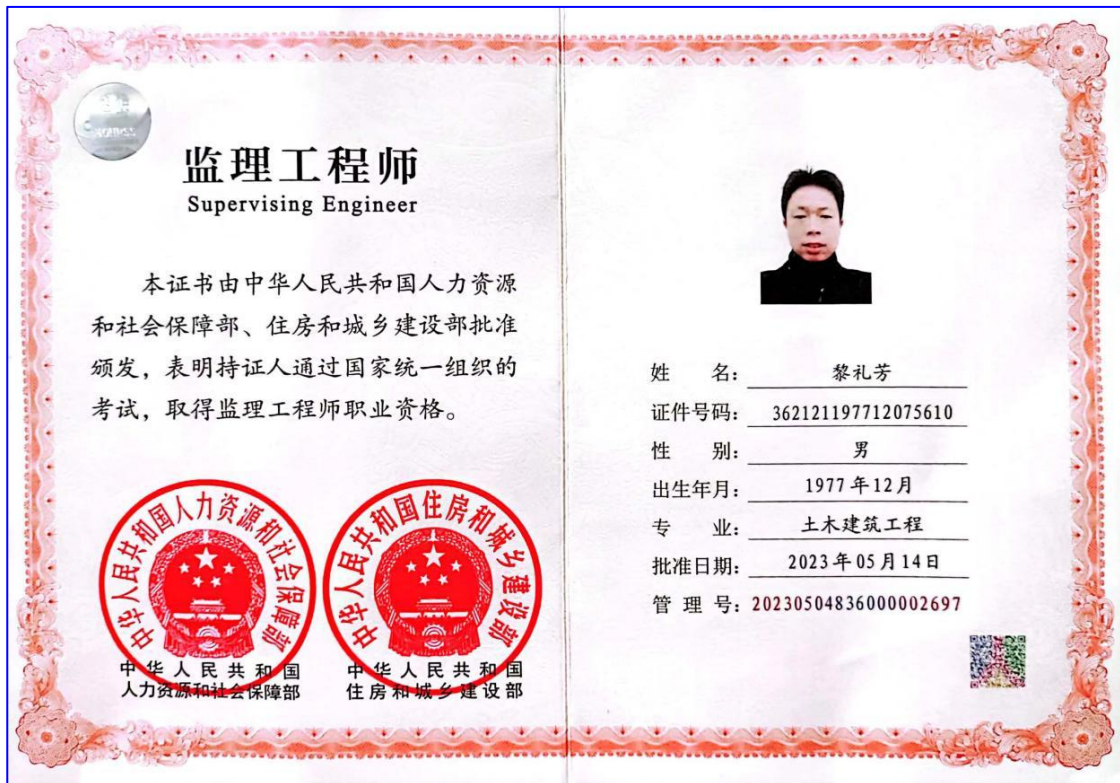 监理工程师
Supervising Engineer
本证书由中华人民共和国人力资源
和社会保障部、住房和城乡建设部批准
颁发，表明持证人通过国家统一组织的
考试，取得监理工程师职业资格。
中华人民共和国人力资源和社会保障部
中华人民共和国
人力资源和社会保障部
中华人民共和国住房和城乡建设部
中华人民共和国
住房和城乡建设部
姓 名：黎礼芳
证件号码：362121197712075610
性 别：男
出生年月：1977年12月
专 业：土木建筑工程
批准日期：2023年05月14日
管 理 号：20230504836000002697